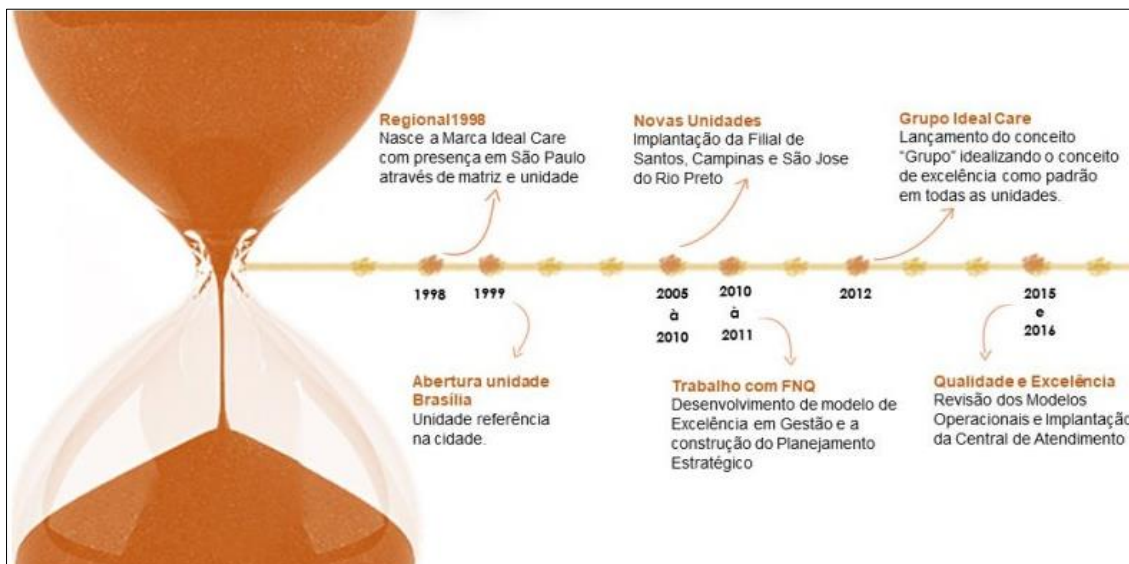 Regional1998
Nasce a Marca Ideal Care
com presença em São Paulo
através de matriz e unidade
Novas Unidades
Implantação da Filial de
Santos, Campinas e São Jose
do Rio Preto
Grupo Ideal Care
Lançamento do conceito
“Grupo” idealizando o conceito
de excelência como padrão
em todas as unidades.
1998
1999
2005
à
2010
2010
à
2011
2012
2015
e
2016
Abertura unidade
Brasília
Unidade referência
na cidade.
Trabalho com FNQ
Desenvolvimento de modelo de
Excelência em Gestão e a
construção do Planejamento
Estratégico
Qualidade e Excelência
Revisão dos Modelos
Operacionais e Implantação
da Central de Atendimento